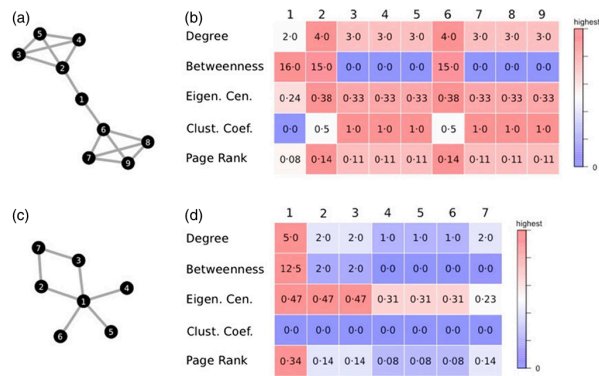 (a)
5
4
3
2
1
6
8
7
9
(b)
1 2 3 4 5 6 7 8 9
Degree 2·0 4·0 3·0 3·0 3·0 4·0 3·0 3·0 3·0
Betweenness 16·0 15·0 0·0 0·0 0·0 15·0 0·0 0·0 0·0
Eigen. Cen. 0·24 0·38 0·33 0·33 0·33 0·38 0·33 0·33 0·33
Clust. Coef. 0·0 0·5 1·0 1·0 1·0 0·5 1·0 1·0 1·0
Page Rank 0·08 0·14 0·11 0·11 0·11 0·14 0·11 0·11 0·11
highest
0
(c)
7
3
2
1
4
6
5
(d)
1 2 3 4 5 6 7
Degree 5·0 2·0 2·0 1·0 1·0 1·0 2·0
Betweenness 12·5 2·0 2·0 0·0 0·0 0·0 0·0
Eigen. Cen. 0·47 0·47 0·47 0·31 0·31 0·31 0·23
Clust. Coef. 0·0 0·0 0·0 0·0 0·0 0·0 0·0
Page Rank 0·34 0·14 0·14 0·08 0·08 0·08 0·14
highest
0